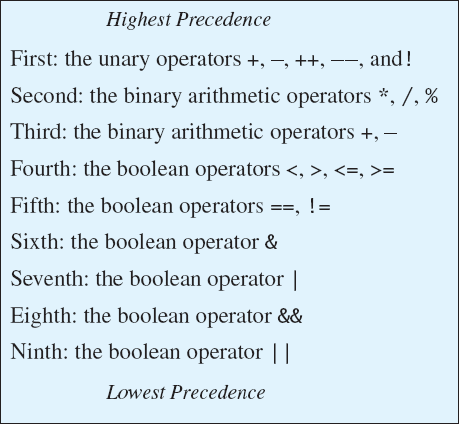 Highest Precedence
First: the unary operators +, –, ++, ––, and!
Second: the binary arithmetic operators *, /, %
Third: the binary arithmetic operators +, –
Fourth: the boolean operators <, >, <=, >=
Fifth: the boolean operators ==, !=
Sixth: the boolean operator &
Seventh: the boolean operator |
Eighth: the boolean operator &&
Ninth: the boolean operator ||
Lowest Precedence